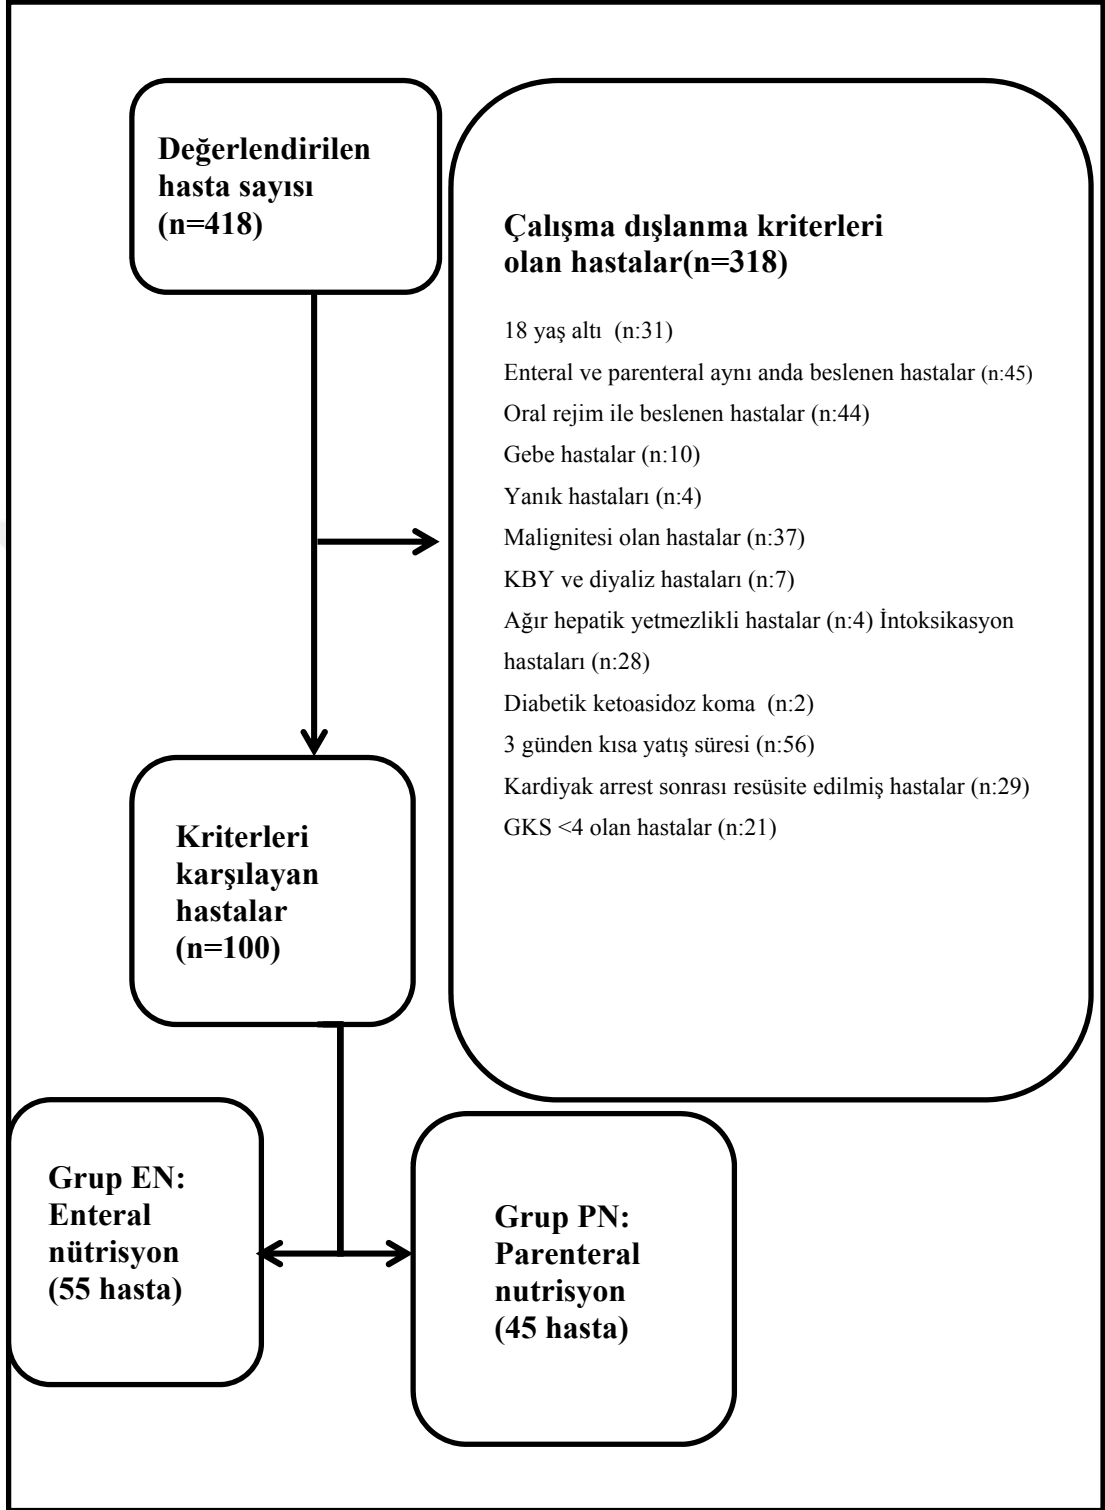 Değerlendirilen
hasta sayısı
(n=418)
Çalışma dışlanma kriterleri
olan hastalar(n=318)
18 yaş altı (n:31)
Enteral ve parenteral aynı anda beslenen hastalar (n:45)
Oral rejim ile beslenen hastalar (n:44)
Gebe hastalar (n:10)
Yanık hastaları (n:4)
Malignitesi olan hastalar (n:37)
KBY ve diyaliz hastaları (n:7)
Ağır hepatik yetmezlikli hastalar (n:4) İntoksikasyon
hastaları (n:28)
Diabetik ketoasidoz koma (n:2)
3 günden kısa yatış süresi (n:56)
Kardiyak arrest sonrası resüsite edilmiş hastalar (n:29)
GKS <4 olan hastalar (n:21)
Kriterleri
karşılayan
hastalar
(n=100)
Grup EN:
Enteral
nütrisyon
(55 hasta)
Grup PN:
Parenteral
nutrisyon
(45 hasta)